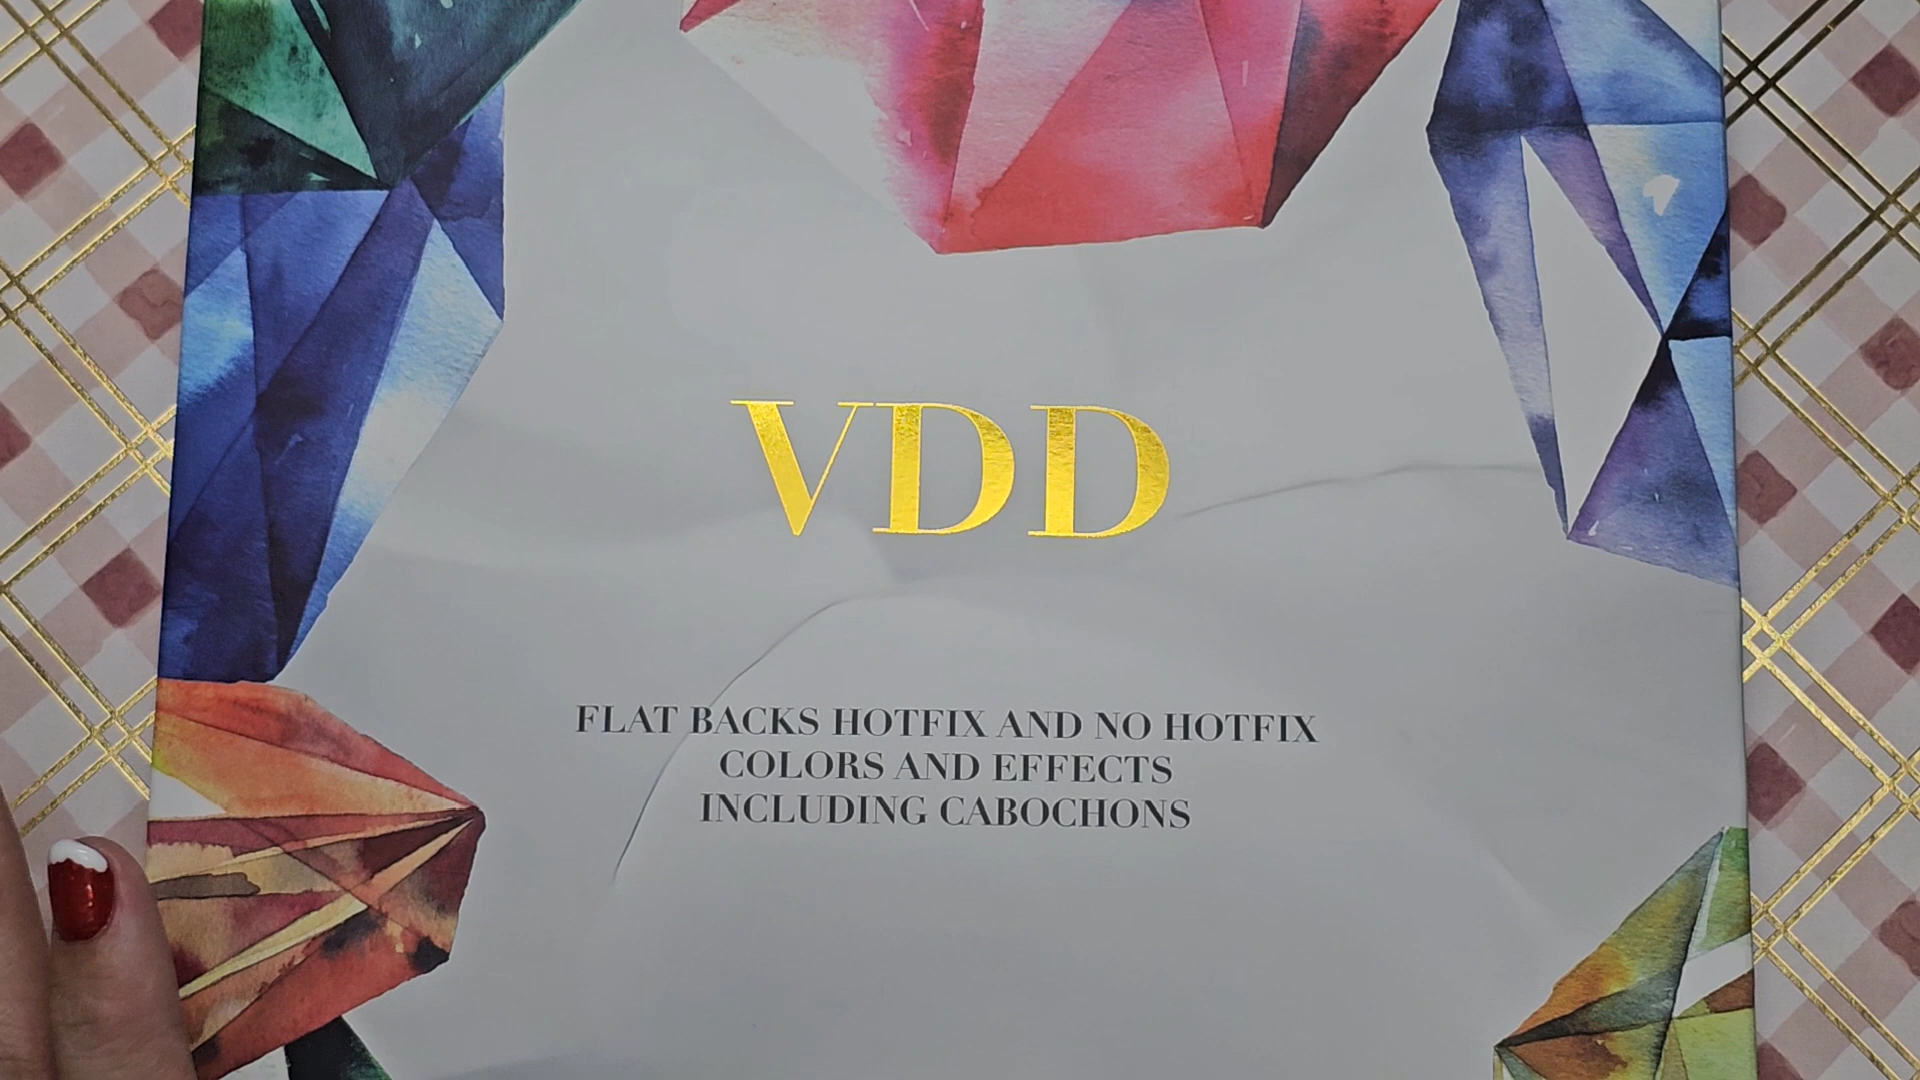 VDD
FLAT BACKS HOTFIX AND NO HOTFIX
COLORS AND EFFECTS
INCLUDING CABOCHONS